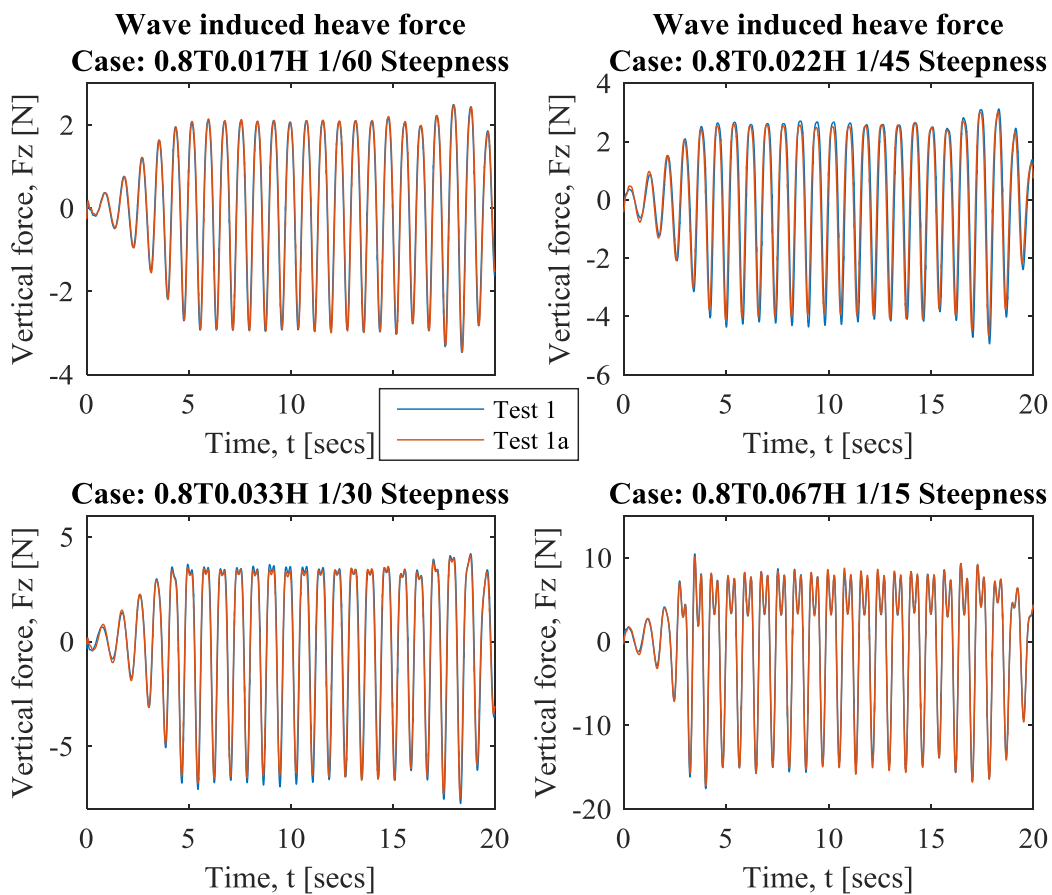 Wave induced heave force
Case: 0.8T0.017H 1/60 Steepness
Vertical force, Fz [N]
2
0
-2
-4
0 5 10 20
Time, t [secs]
Wave induced heave force
Case: 0.8T0.022H 1/45 Steepness
Vertical force, Fz [N]
4
2
0
-2
-4
-6
0 5 10 15 20
Time, t [secs]
Test 1
Test 1a
Case: 0.8T0.033H 1/30 Steepness
Vertical force, Fz [N]
5
0
-5
0 5 10 15 20
Time, t [secs]
Case: 0.8T0.067H 1/15 Steepness
Vertical force, Fz [N]
10
0
-10
-20
0 5 10 15 20
Time, t [secs]